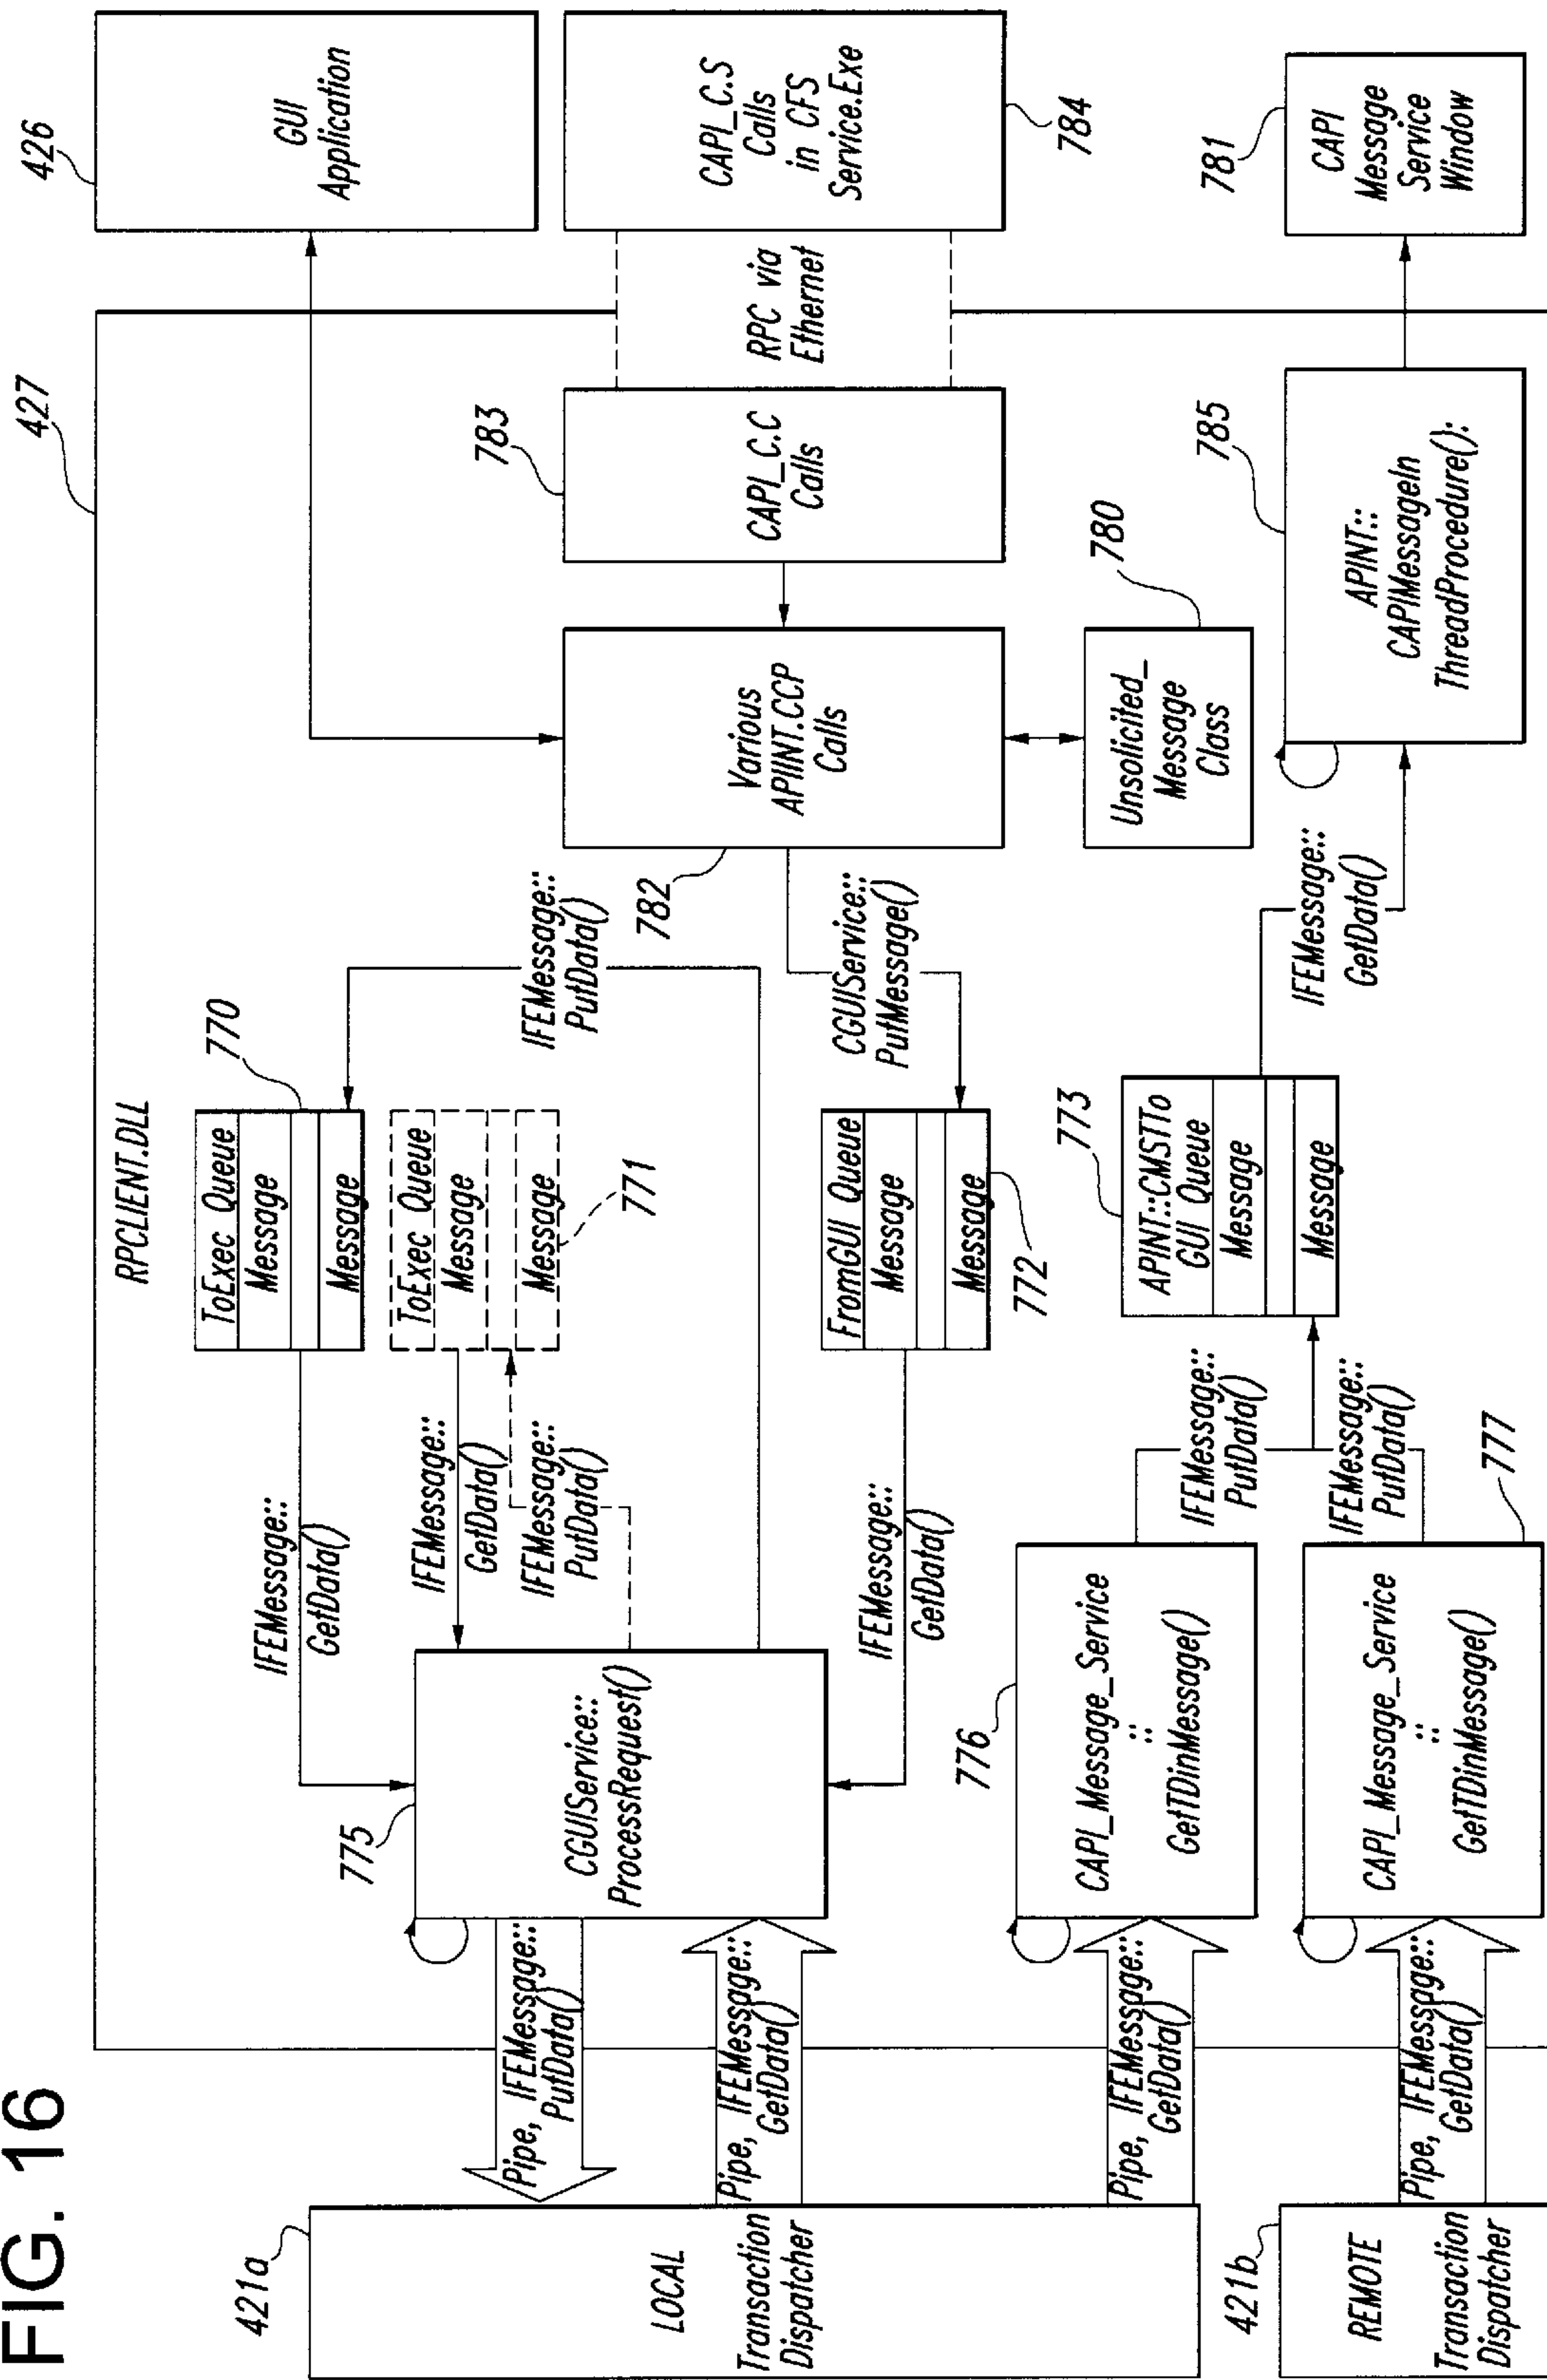 FIG. 16
427
426
RPCLIENT.DLL
GUI
Application
421a
LOCAL
Transaction
Dispatcher
Pipe, IFEMessage::
PutData()
Pipe, IFEMessage::
GetData()
Pipe, IFEMessage::
GetData()
775
CGUIService::
ProcessRequest()
IFEMessage::
GetData()
IFEMessage::
GetData()
IFEMessage::
PutData()
IFEMessage::
GetData()
770
ToExec Queue
Message
Message
ToExec Queue
Message
Message
771
FromGUI Queue
Message
Message
772
IFEMessage::
PutData()
CGUIService::
PutMessage()
782
Various
APIINT.CCP
Calls
783
CAPI_C.C
Calls
RPC via
Ethernet
CAPI_C.S
Calls
in CFS
Service.Exe
784
780
Unsolicited_
Message
Class
776
CAPI_Message_Service
::
GetTDinMessage()
IFEMessage::
PutData()
773
APINT::CMSTTo
GUI Queue
Message
Message
IFEMessage::
GetData()
785
APINT::
CAPIMessageIn
ThreadProcedure():
781
CAPI
Message
Service
Window
421b
REMOTE
Transaction
Dispatcher
Pipe, IFEMessage::
GetData()
CAPI_Message_Service
::
GetTDinMessage()
777
IFEMessage::
PutData()